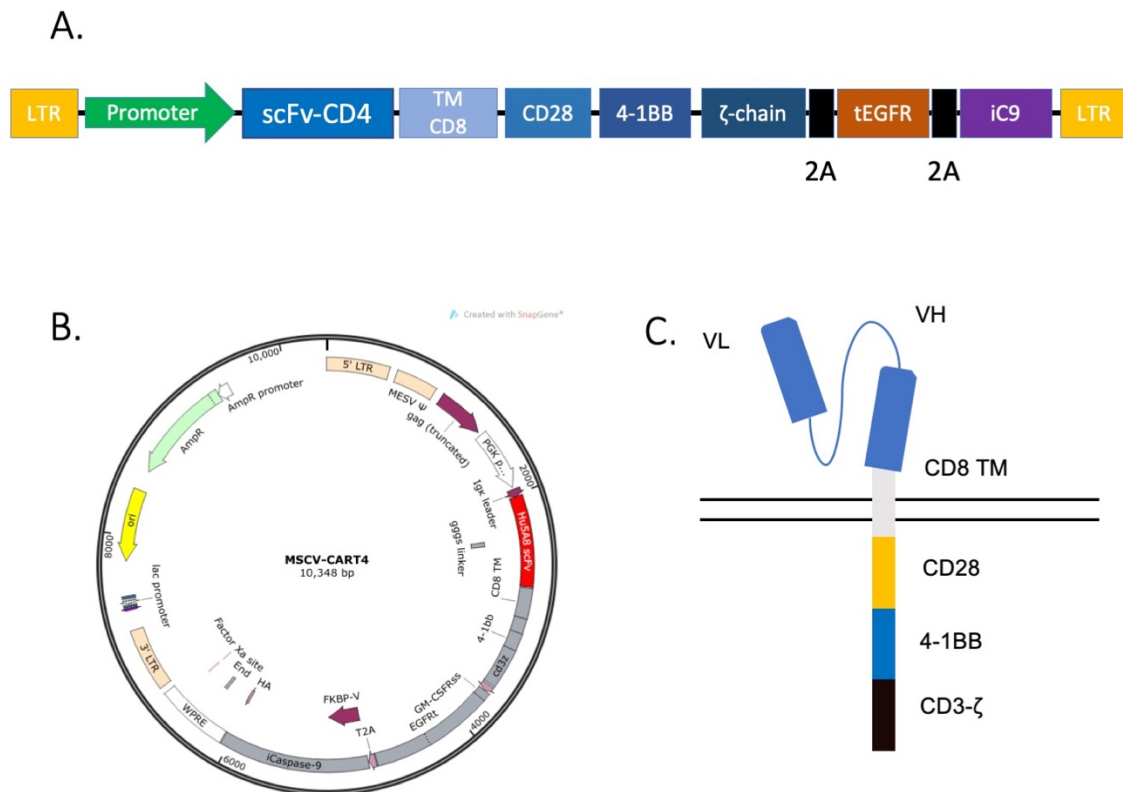 A.
LTR
Promoter
scFv-CD4
TM
CD8
CD28
4-1BB
ζ-chain
tEGFR
iC9
LTR
2A
2A
B.
Created with SnapGene®
10,000
5' LTR
MESV Ψ
gag (truncated)
PGK p...
2000
Igκ leader
Hu5A8 scFv
gggs linker
CD8 TM
4-1bb
cd3z
GM-CSFRss
4000
EGFRt
T2A
FKBP-V
iCaspase-9
6000
WPRE
HA
End
Factor Xa site
3' LTR
lac promoter
8000
ori
AmpR
AmpR promoter
MSCV-CART4
10,348 bp
C.
VL
VH
CD8 TM
CD28
4-1BB
CD3-ζ